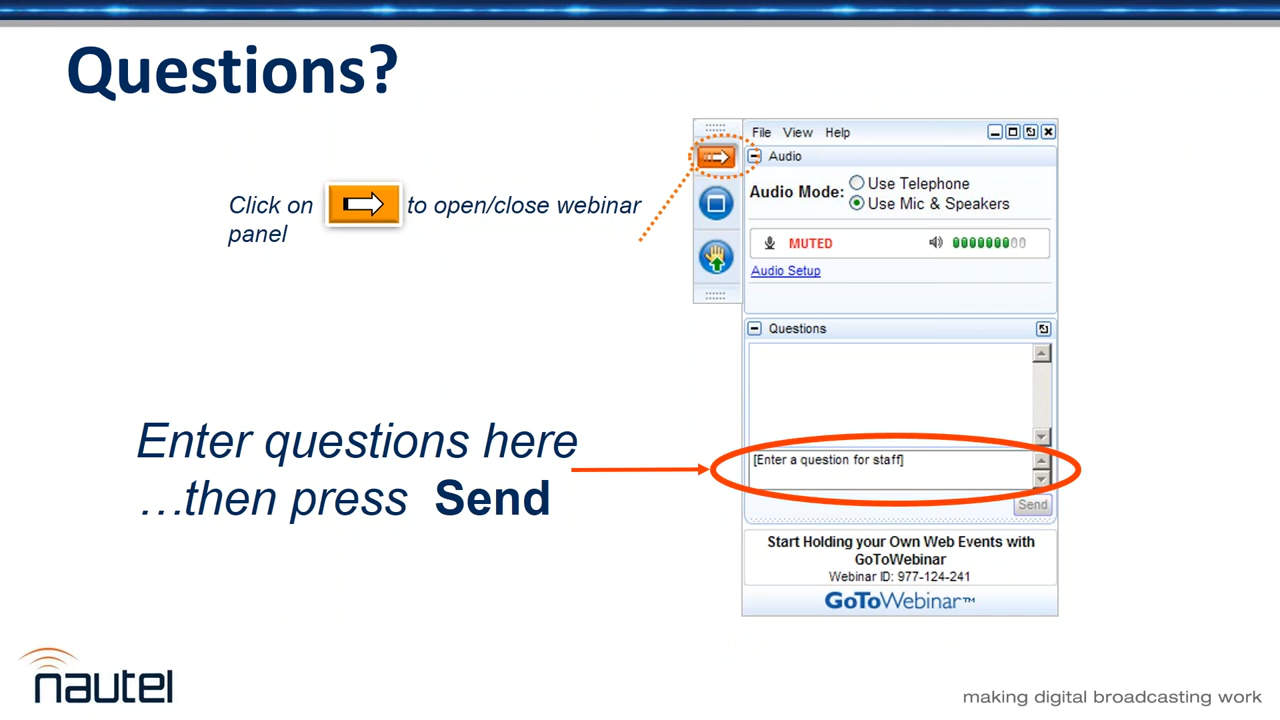 Questions?
File View Help
Audio
Click on to open/close webinar
panel
Audio Mode: Use Telephone
Use Mic & Speakers
MUTED
Audio Setup
Questions
Enter questions here
…then press Send
[Enter a question for staff]
Send
Start Holding your Own Web Events with
GoToWebinar
Webinar ID: 977-124-241
GoToWebinar™
nautel
making digital broadcasting work